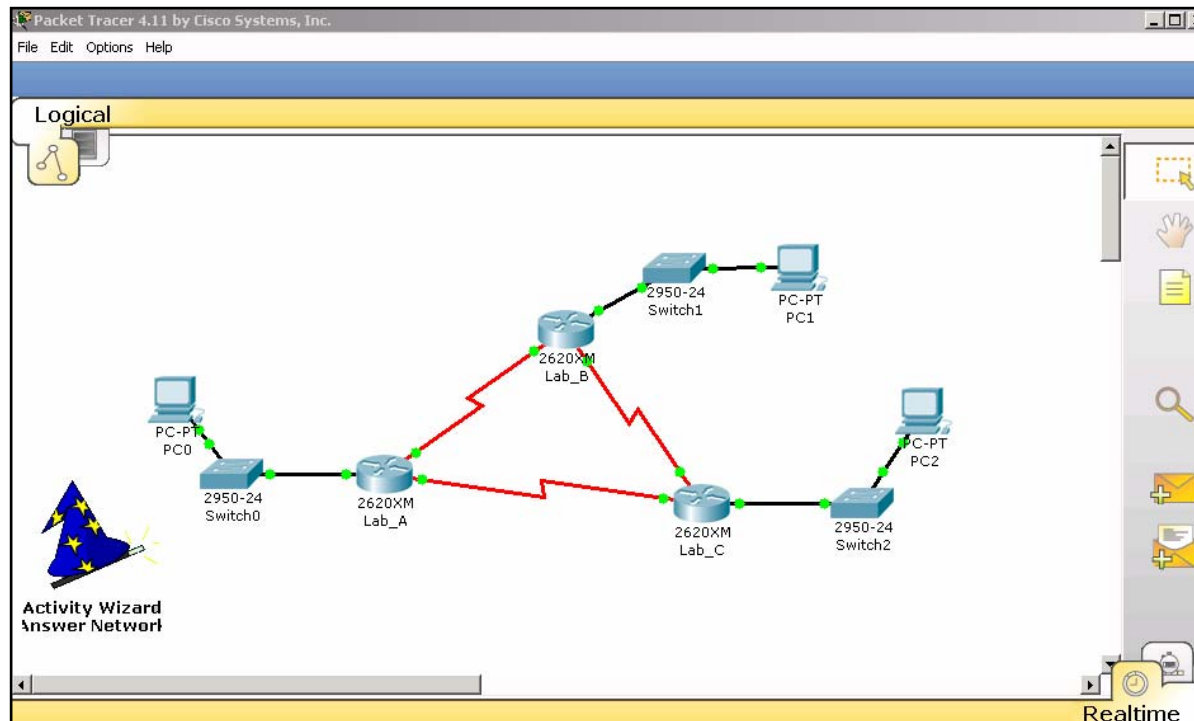 Packet Tracer 4.11 by Cisco Systems, Inc.
File Edit Options Help
Logical
2950-24
Switch1
PC-PT
PC1
2620XM
Lab_B
PC-PT
PC0
2950-24
Switch0
2620XM
Lab_A
PC-PT
PC2
2620XM
Lab_C
2950-24
Switch2
Activity Wizard
Answer Network
Realtime